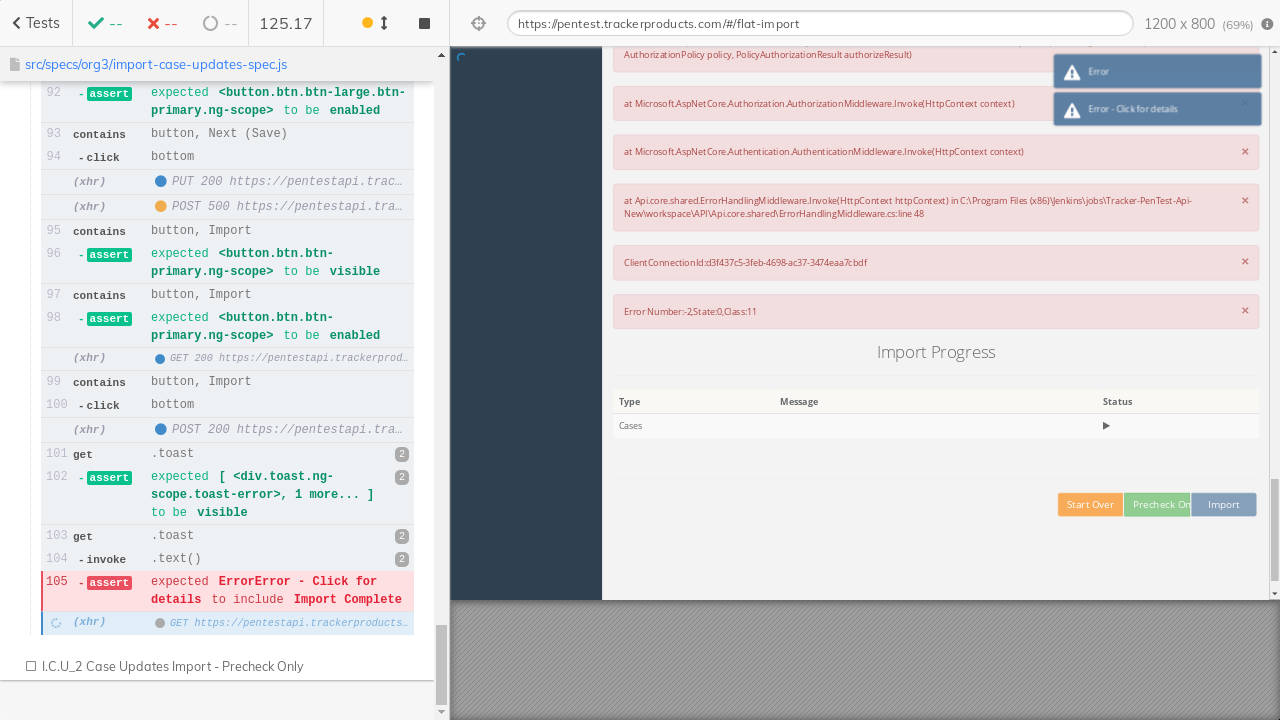 Tests
--
--
--
125.17
https://pentest.trackerproducts.com/#/flat-import
1200 x 800 (69%)
src/specs/org3/import-case-updates-spec.js
92 - assert expected <button.btn.btn-large.btn-
primary.ng-scope> to be enabled
93 contains button, Next (Save)
94 - click bottom
(xhr) PUT 200 https://pentestapi.trac...
(xhr) POST 500 https://pentestapi.tra...
95 contains button, Import
96 - assert expected <button.btn.btn-
primary.ng-scope> to be visible
97 contains button, Import
98 - assert expected <button.btn.btn-
primary.ng-scope> to be enabled
(xhr) GET 200 https://pentestapi.trackerprod...
99 contains button, Import
100 - click bottom
(xhr) POST 200 https://pentestapi.tra...
101 get .toast 2
102 - assert expected [ <div.toast.ng- 2
scope.toast-error>, 1 more... ]
to be visible
103 get .toast 2
104 - invoke .text() 2
105 - assert expected ErrorError - Click for
details to include Import Complete
(xhr) GET https://pentestapi.trackerproducts...
I.C.U_2 Case Updates Import - Precheck Only
AuthorizationPolicy policy, PolicyAuthorizationResult authorizeResult)
Error
at Microsoft.AspNetCore.Authorization.AuthorizationMiddleware.Invoke(HttpContext context)
Error - Click for details
at Microsoft.AspNetCore.Authentication.AuthenticationMiddleware.Invoke(HttpContext context) ×
at Api.core.shared.ErrorHandlingMiddleware.Invoke(HttpContext httpContext) in C:\Program Files (x86)\Jenkins\jobs\Tracker-PenTest-Api- ×
New\workspace\API\Api.core.shared\ErrorHandlingMiddleware.cs:line 48
ClientConnectionId:d3f437c5-3feb-4698-ac37-3474eaa7cbdf ×
Error Number:-2,State:0,Class:11 ×
Import Progress
Type Message Status
Cases
Start Over Precheck On Import